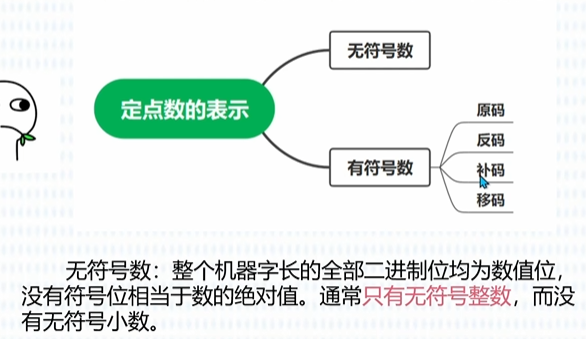 无符号数
定点数的表示
有符号数
原码
反码
补码
移码
无符号数：整个机器字长的全部二进制位均为数值位，
没有符号位相当于数的绝对值。通常只有无符号整数，而没
有无符号小数。